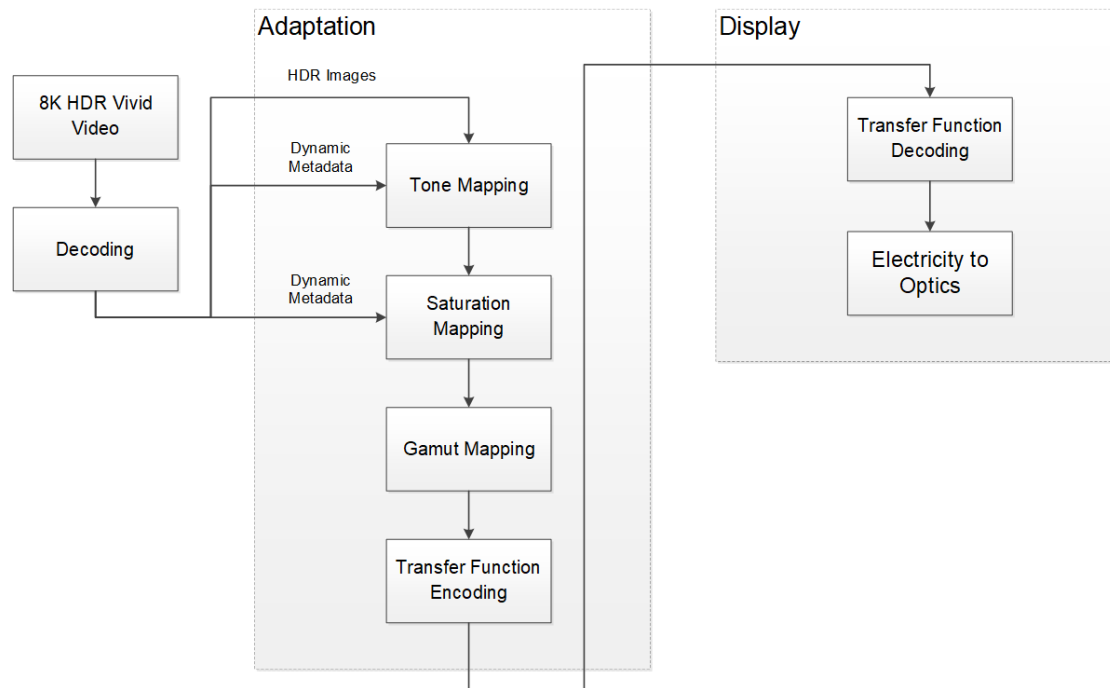 Adaptation
Display
HDR Images
8K HDR Vivid
Video
Transfer Function
Decoding
Dynamic
Metadata
Tone Mapping
Decoding
Electricity to
Optics
Dynamic
Metadata
Saturation
Mapping
Gamut Mapping
Transfer Function
Encoding